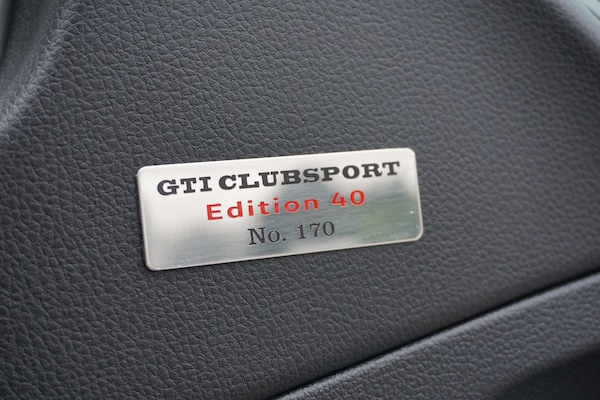 GTI CLUBSPORT
Edition 40
No. 170